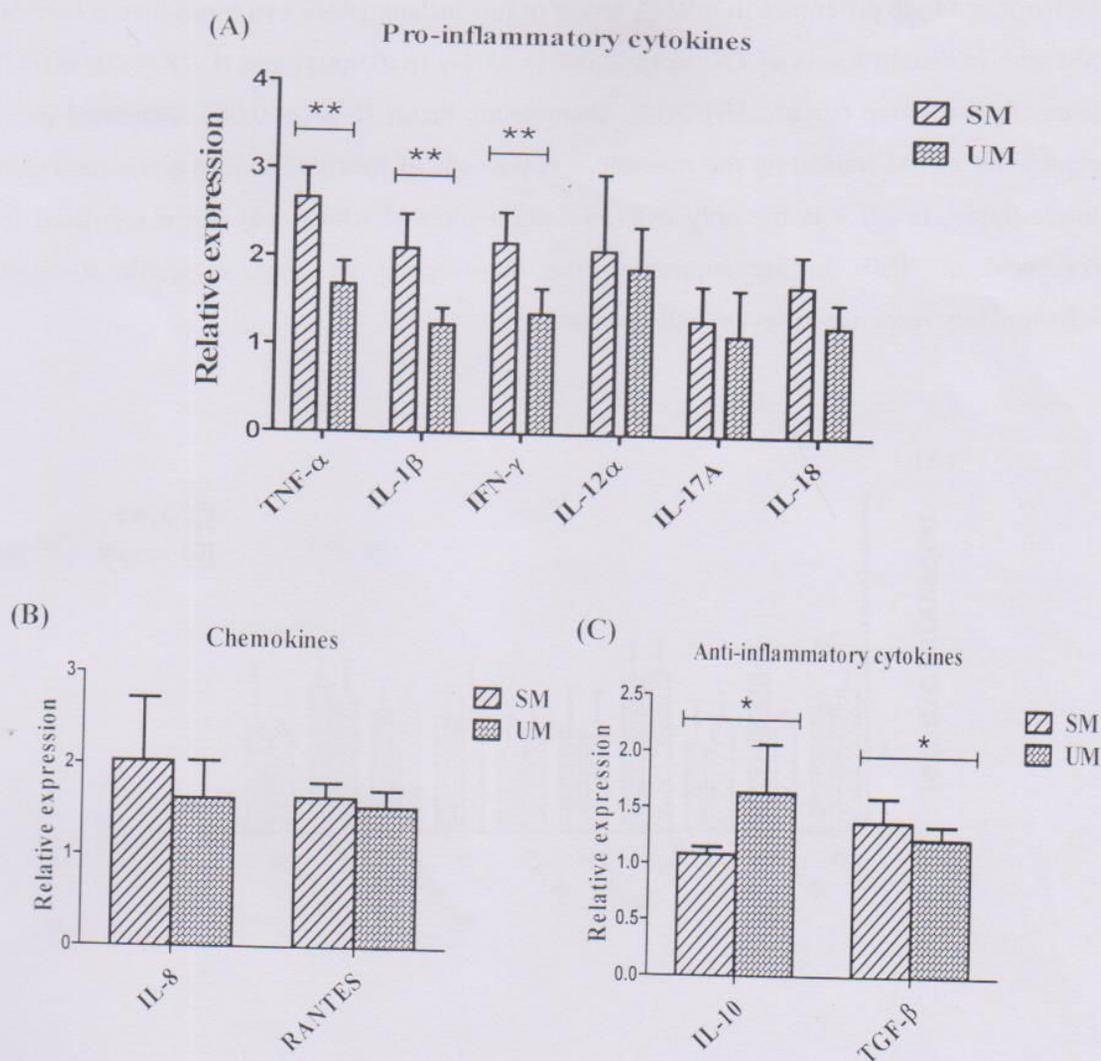 (A)
Pro-inflammatory cytokines
Relative expression
4
3
2
1
0
**
**
**
SM
UM
TNF-α
IL-1β
IFN-γ
IL-12α
IL-17A
IL-18
(B)
Chemokines
Relative expression
3
2
1
0
SM
UM
IL-8
RANTES
(C)
Anti-inflammatory cytokines
Relative expression
2.5
2.0
1.5
1.0
0.5
0.0
*
*
SM
UM
IL-10
TGF-β